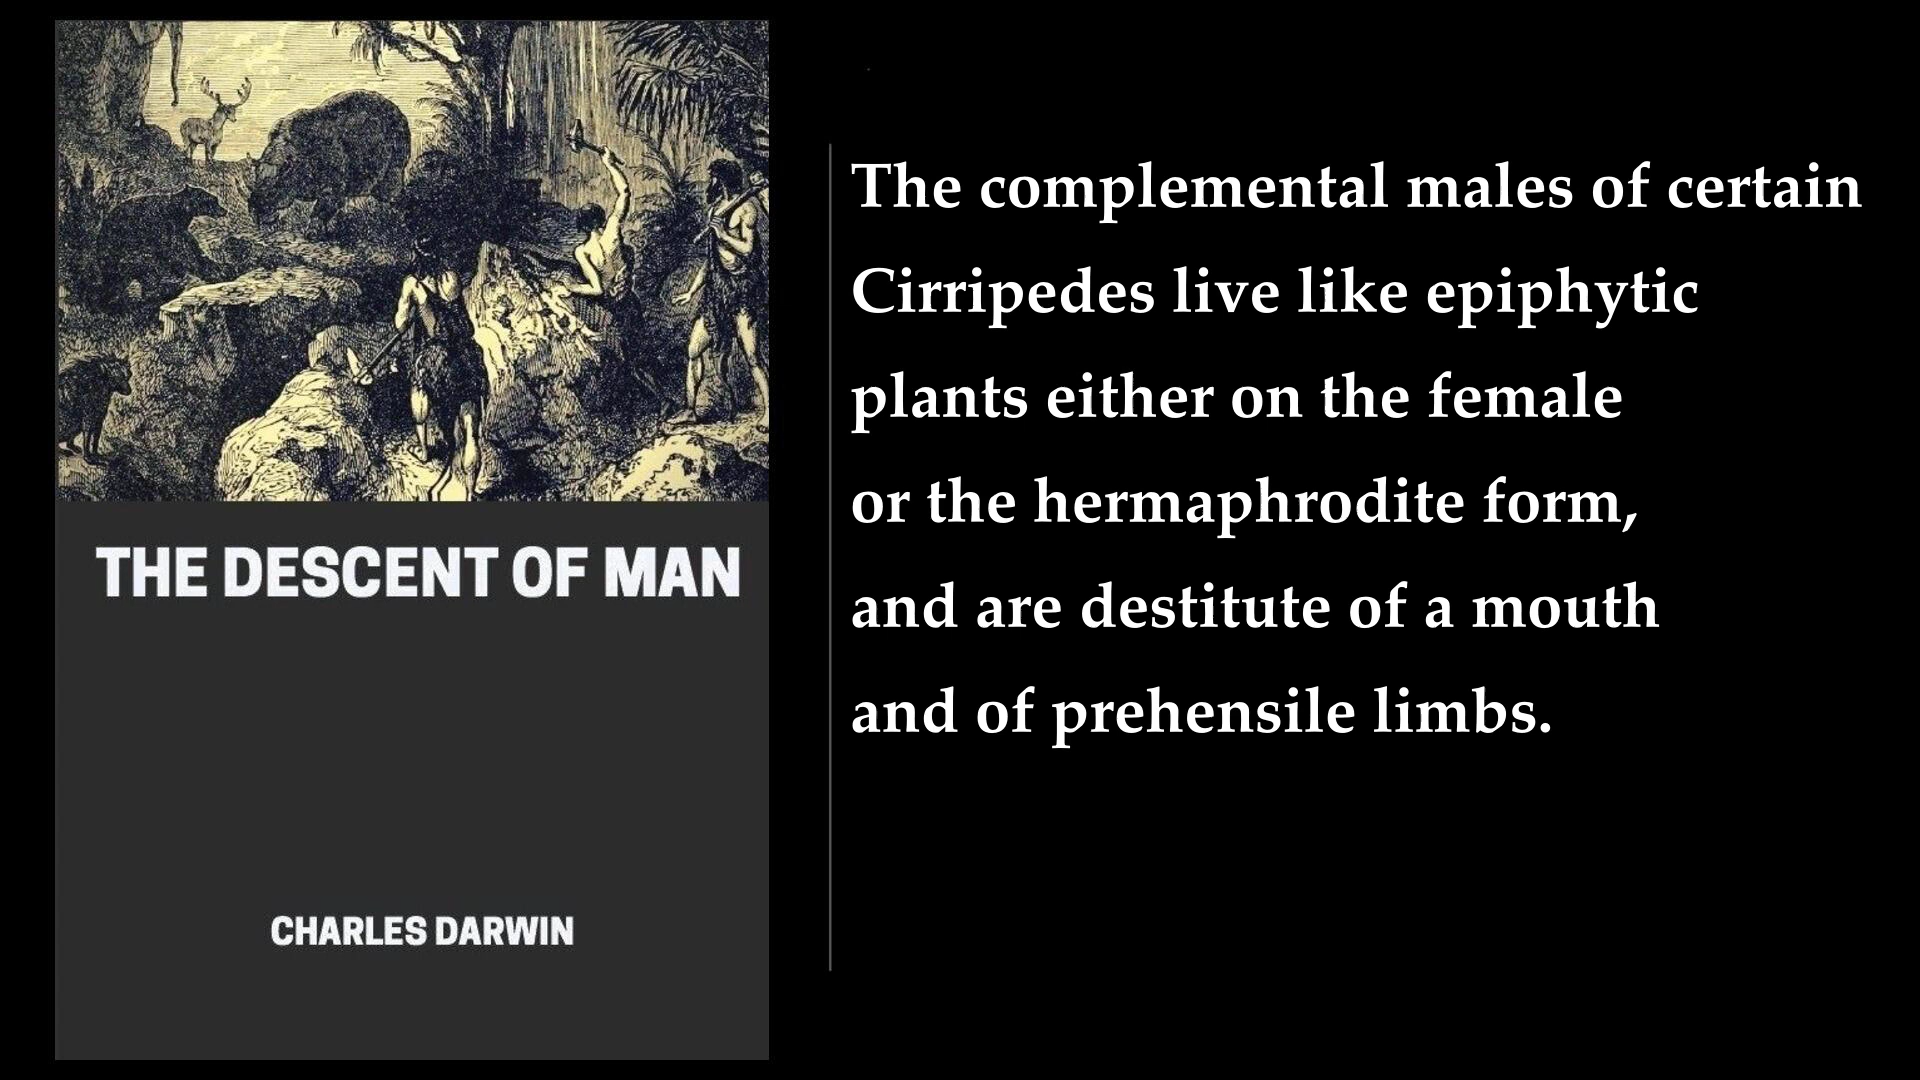 THE DESCENT OF MAN
CHARLES DARWIN
The complemental males of certain
Cirripedes live like epiphytic
plants either on the female
or the hermaphrodite form,
and are destitute of a mouth
and of prehensile limbs.